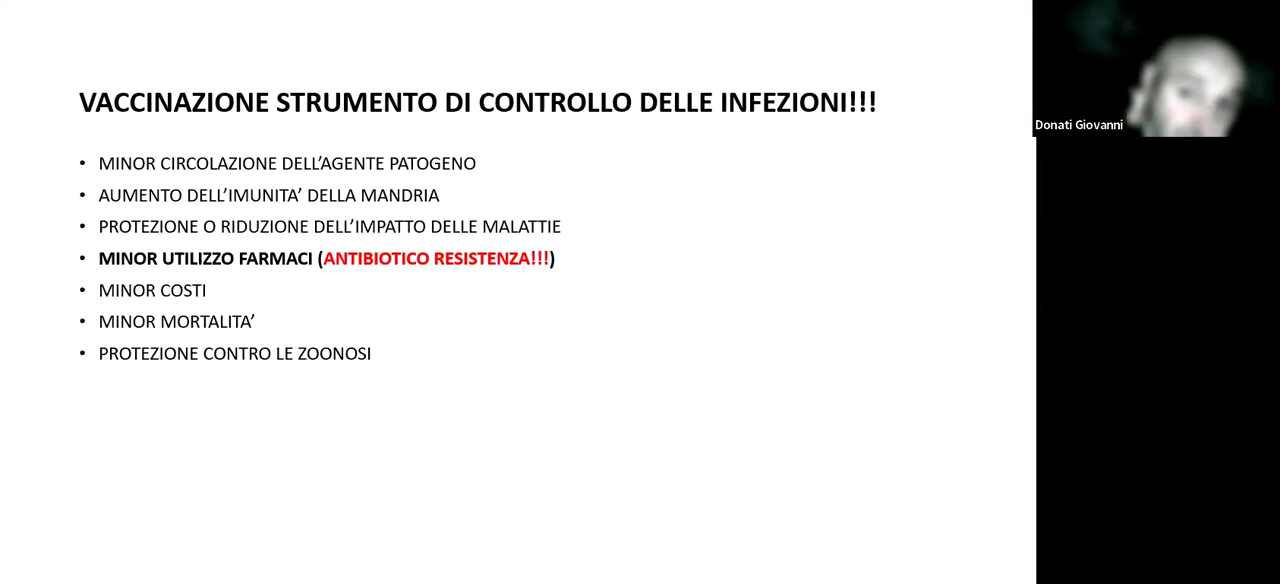 VACCINAZIONE STRUMENTO DI CONTROLLO DELLE INFEZIONI!!!
• MINOR CIRCOLAZIONE DELL’AGENTE PATOGENO
• AUMENTO DELL’IMUNITA’ DELLA MANDRIA
• PROTEZIONE O RIDUZIONE DELL’IMPATTO DELLE MALATTIE
• MINOR UTILIZZO FARMACI (ANTIBIOTICO RESISTENZA!!!)
• MINOR COSTI
• MINOR MORTALITA’
• PROTEZIONE CONTRO LE ZOONOSI
Donati Giovanni